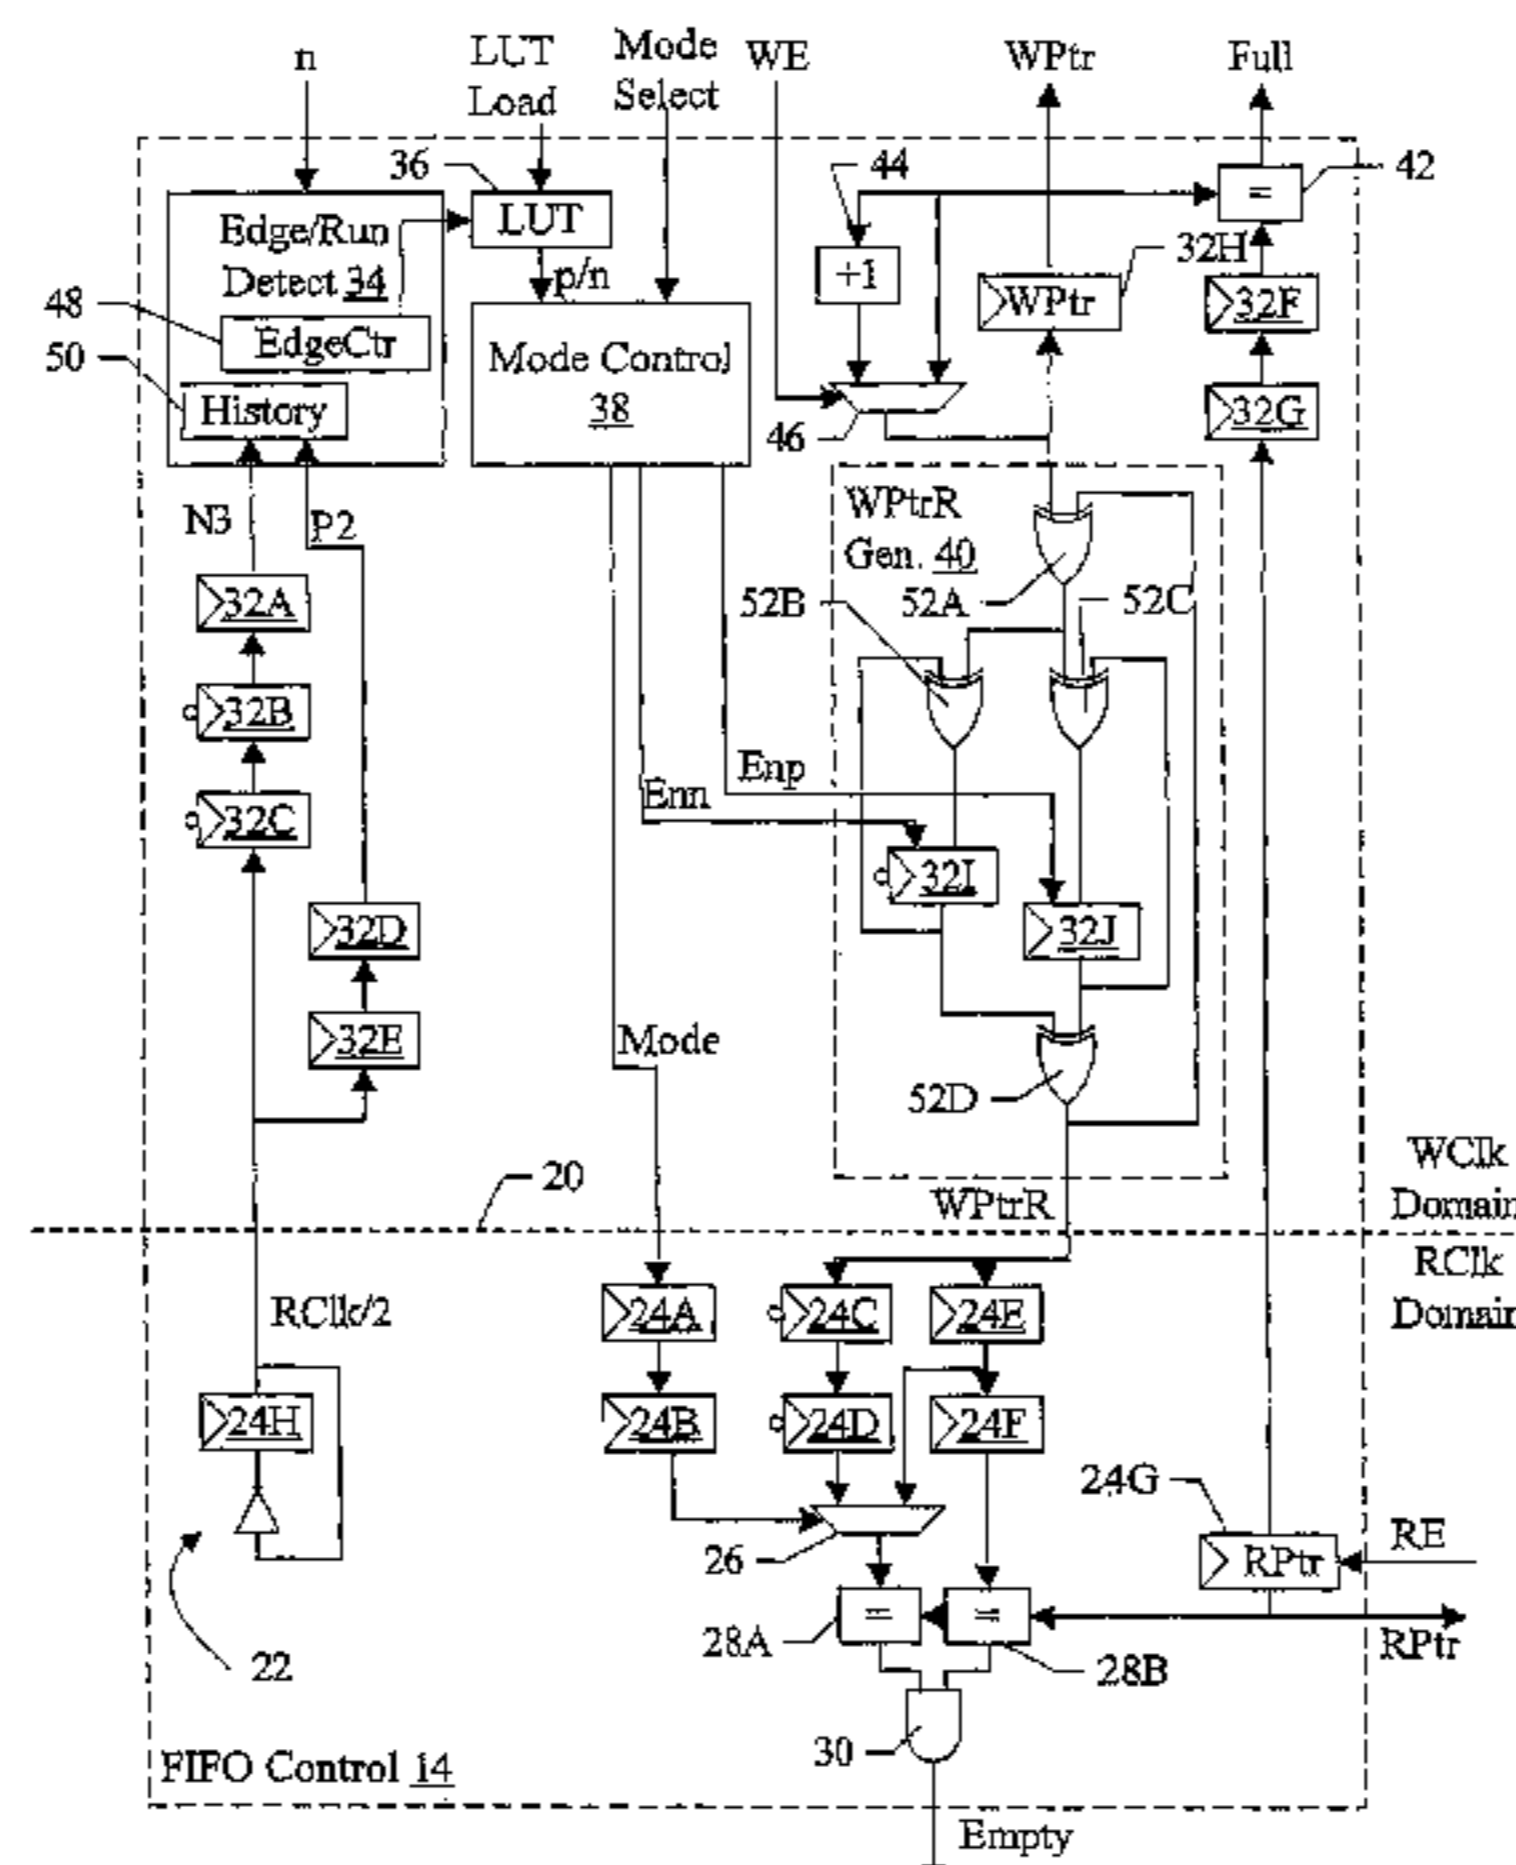 n
LUT
Load
Mode
Select
WE
WPtr
Full
36
44
42
LUT
=
Edge/Run
Detect 34
p/n
+1
WPtr
32H
32F
48
EdgeCtr
50
History
Mode Control
38
46
32G
N3
P2
WPtrR
Gen. 40
52B
52A
52C
32A
32B
32C
Enn
Enp
32I
32J
32D
32E
Mode
52D
20
WPtrR
WClk
Domain
RClk
Domain
RClk/2
24A
24C
24E
24H
24B
24D
24F
24G
26
RPtr
RE
22
28A
=
=
28B
RPtr
30
FIFO Control 14
Empty